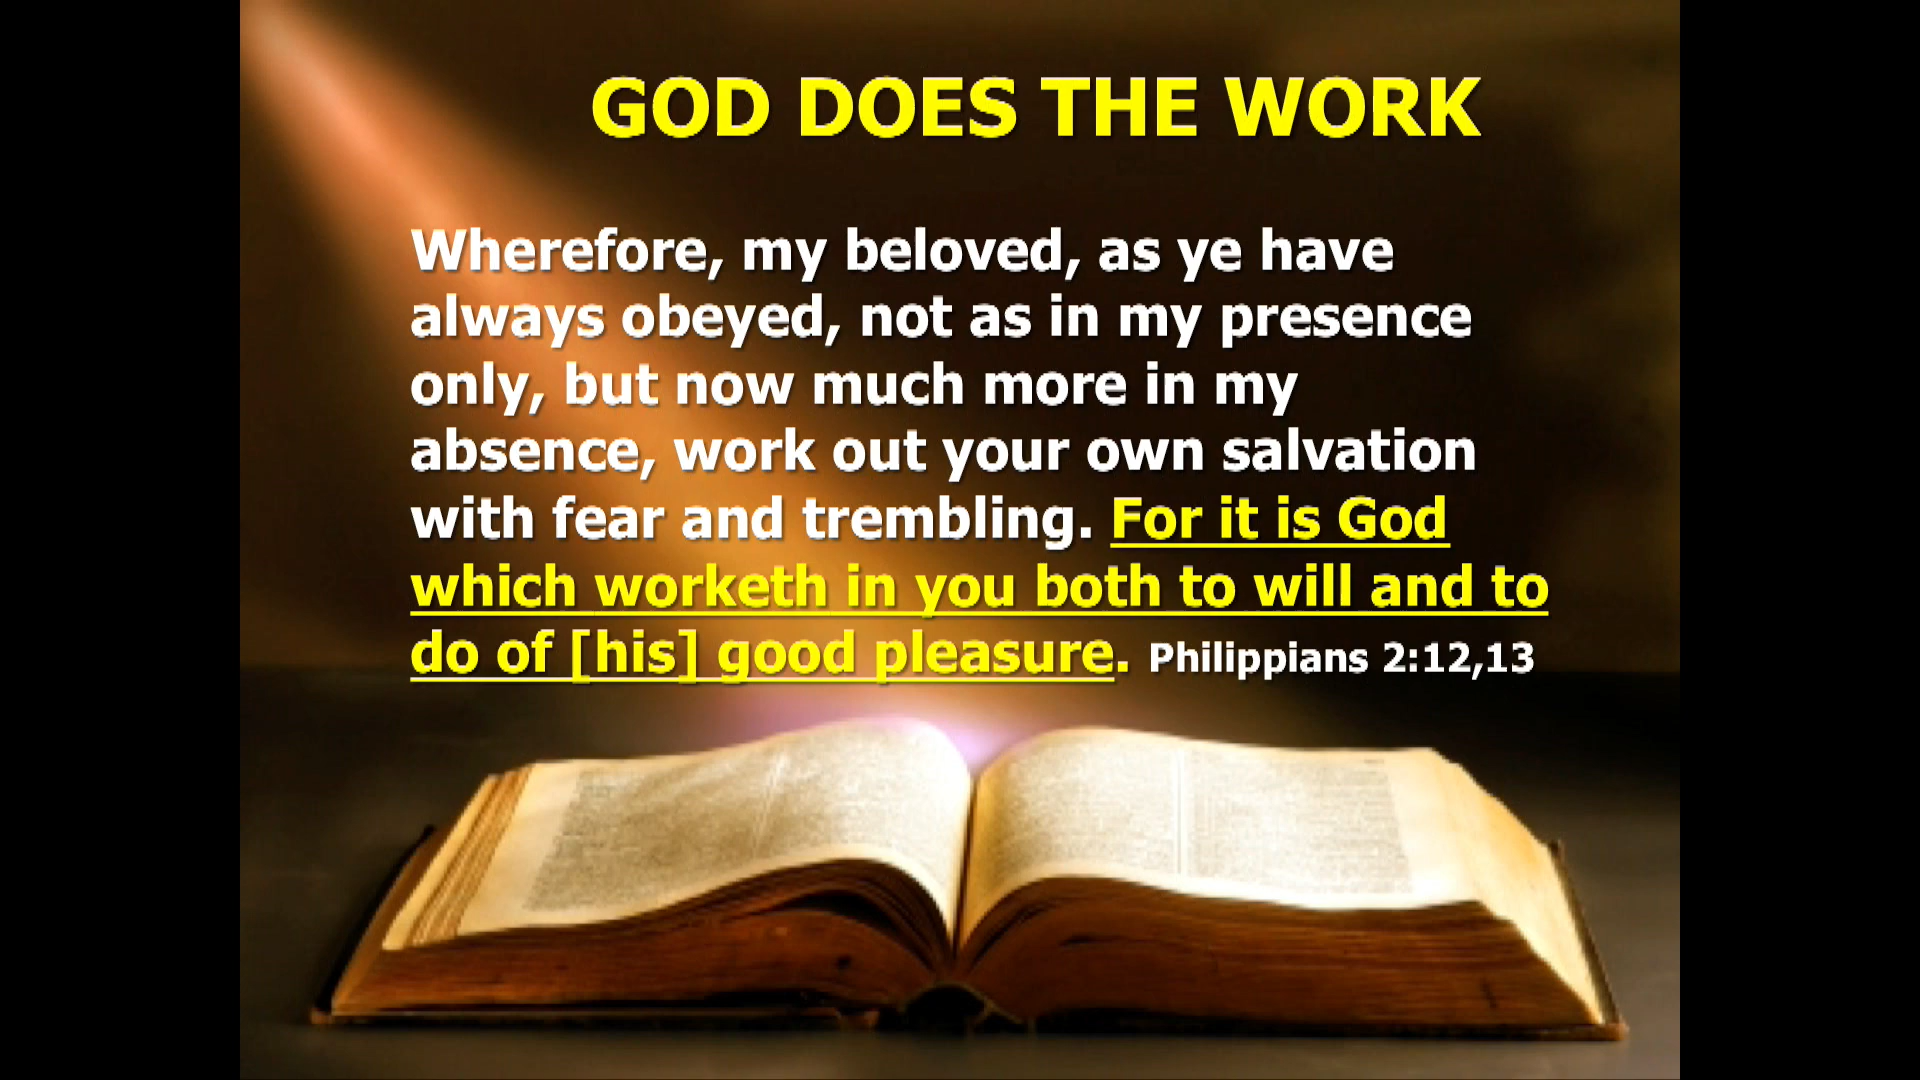 GOD DOES THE WORK
Wherefore, my beloved, as ye have
always obeyed, not as in my presence
only, but now much more in my
absence, work out your own salvation
with fear and trembling. For it is God
which worketh in you both to will and to
do of [his] good pleasure. Philippians 2:12,13